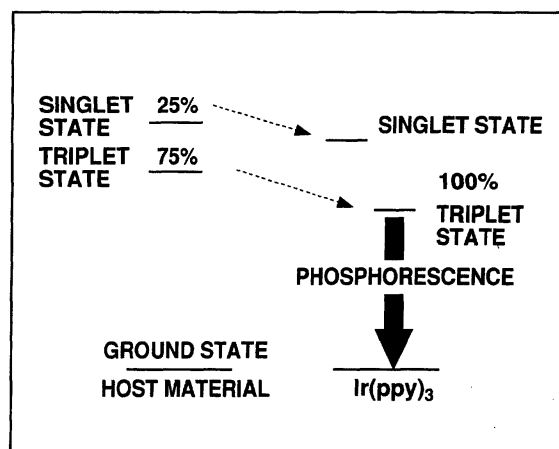 SINGLET 25%
STATE
TRIPLET 75%
STATE
SINGLET STATE
100%
TRIPLET
STATE
PHOSPHORESCENCE
GROUND STATE
HOST MATERIAL
Ir(ppy)₃